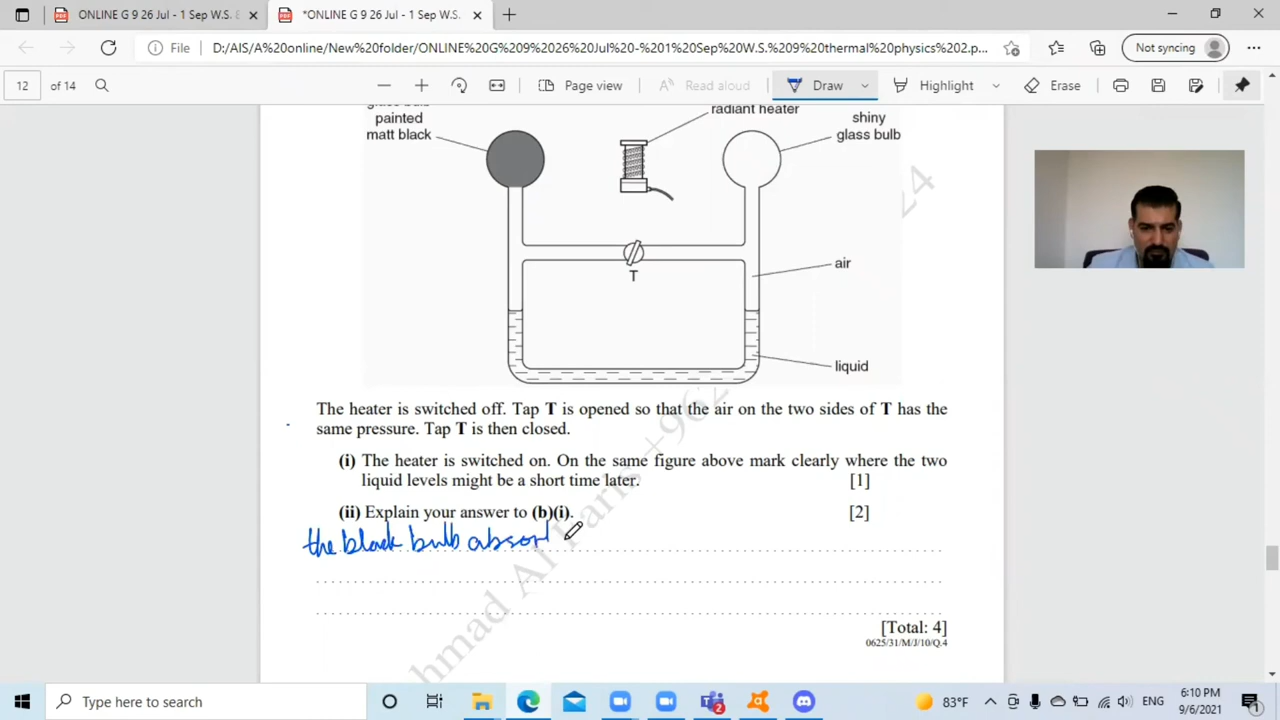 ONLINE G 9 26 Jul - 1 Sep W.S. E
*ONLINE G 9 26 Jul - 1 Sep W.S.
File
D:/AIS/A%20online/New%20folder/ONLINE%20G%209%2026%20Jul%20-%201%20Sep%20W.S.%209%20thermal%20physics%202.p...
Not syncing
12 of 14
Page view
Read aloud
Draw
Highlight
Erase
painted
matt black
radiant heater
shiny
glass bulb
T
air
liquid
The heater is switched off. Tap T is opened so that the air on the two sides of T has the
same pressure. Tap T is then closed.
(i) The heater is switched on. On the same figure above mark clearly where the two
liquid levels might be a short time later. [1]
(ii) Explain your answer to (b)(i). [2]
the black bulb absorb
[Total: 4]
0625/31/M/J/10/Q.4
Type here to search
2
83°F
ENG
6:10 PM
9/6/2021
1